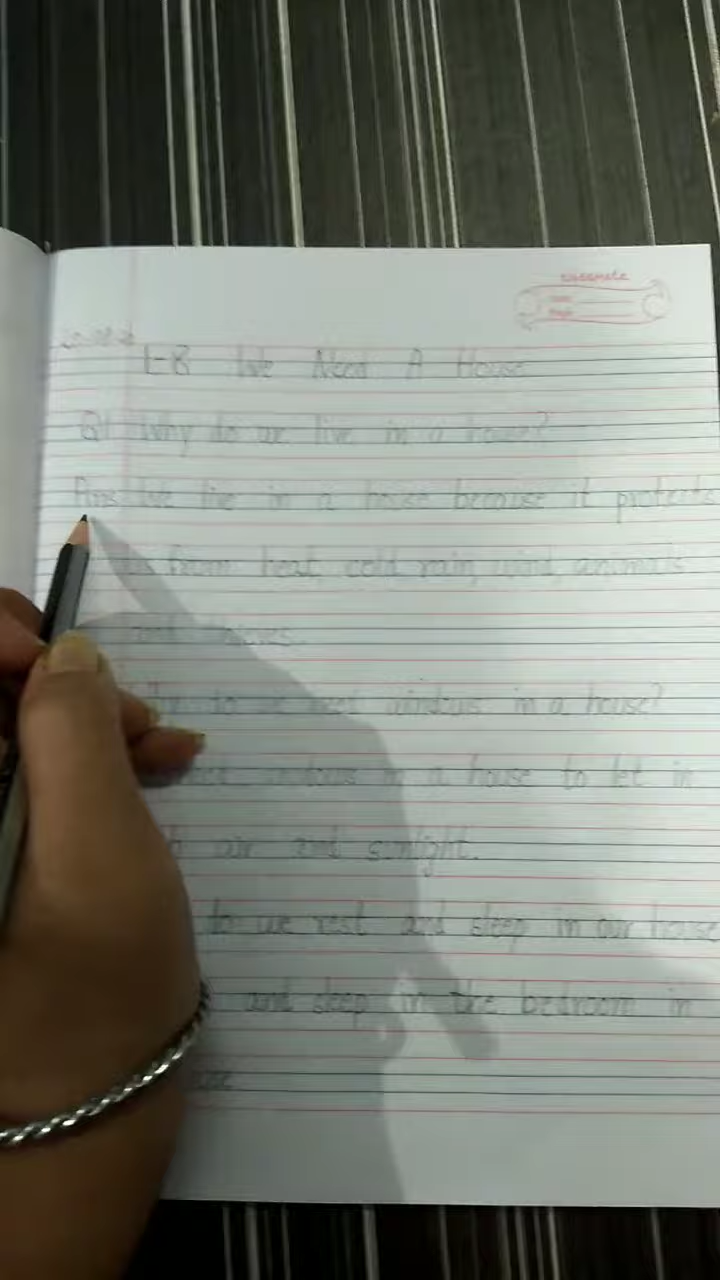 L-8 We Need A House
Q1 Why do we live in a house?
Ans We live in a house because it protects
from heat, cold rain, wind, animals
and
Why do we need windows in a house?
need windows in a house to let in
air and sunlight.
do we rest and sleep in our house
and sleep in the bedroom in